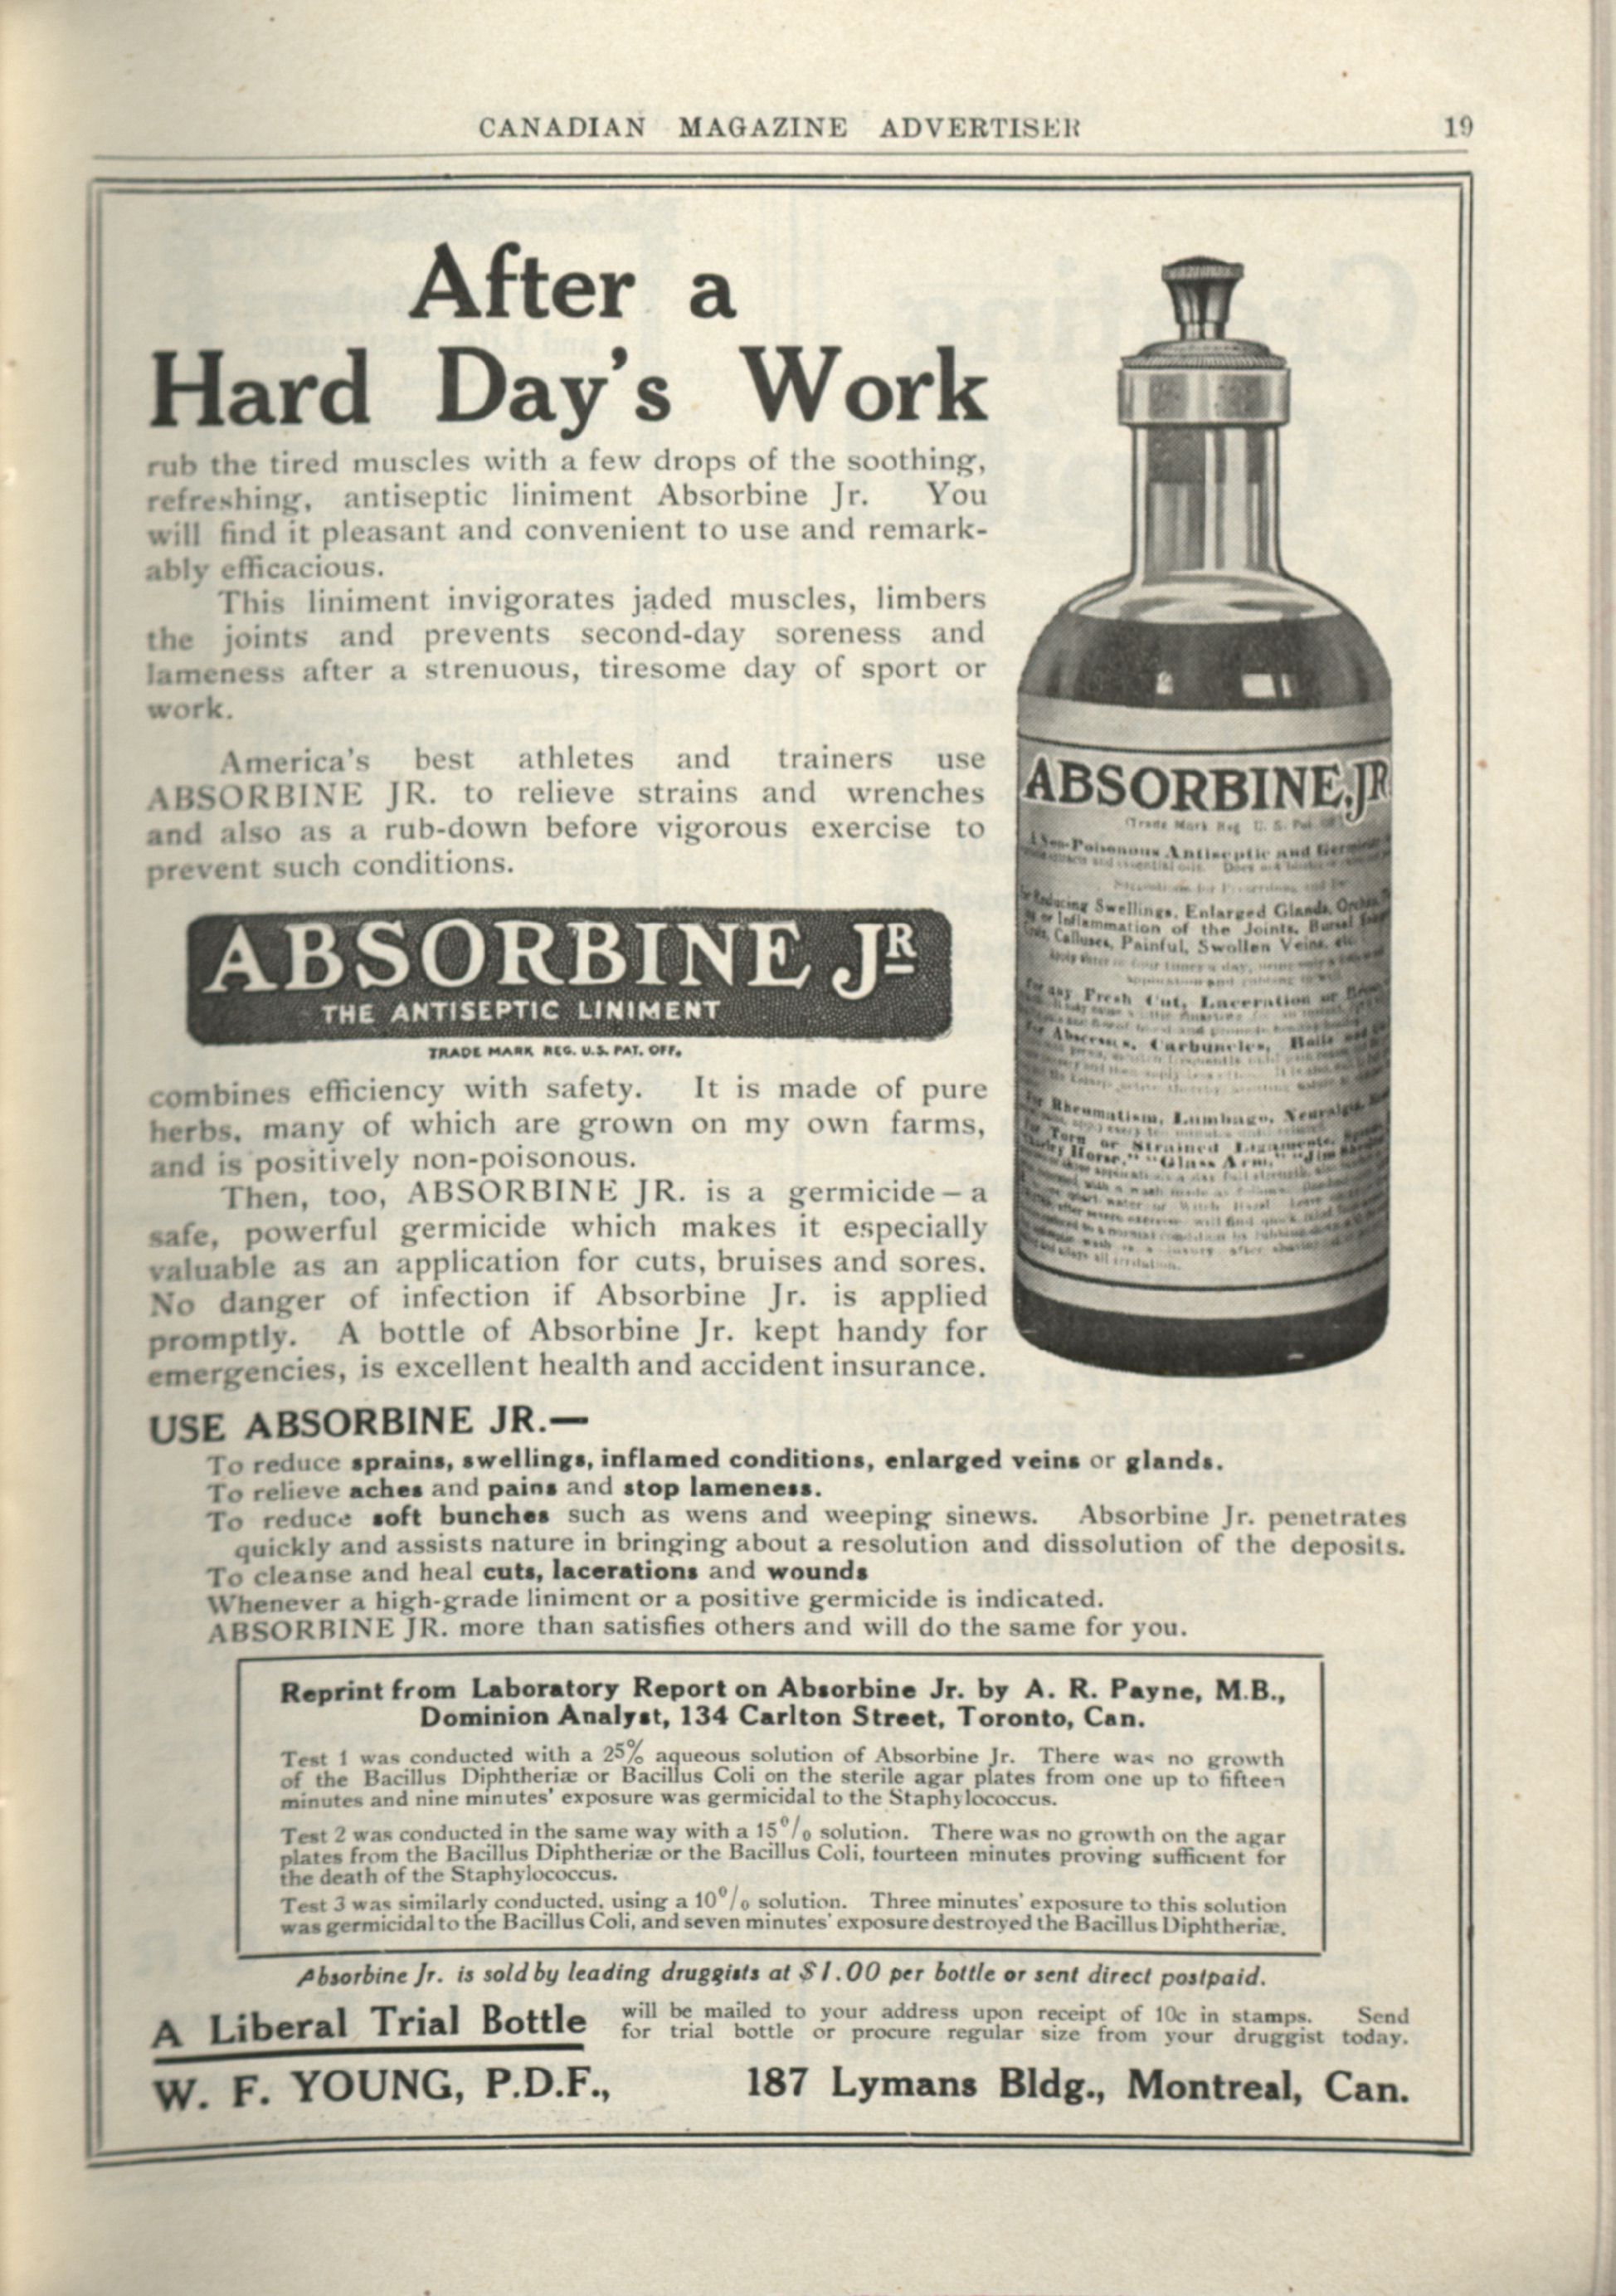 CANADIAN MAGAZINE ADVERTISER 19
After a
Hard Day's Work
rub the tired muscles with a few drops of the soothing,
refreshing, antiseptic liniment Absorbine Jr. You
will find it pleasant and convenient to use and remark-
ably efficacious.
This liniment invigorates jaded muscles, limbers
the joints and prevents second-day soreness and
lameness after a strenuous, tiresome day of sport or
work.
America's best athletes and trainers use
ABSORBINE JR. to relieve strains and wrenches
and also as a rub-down before vigorous exercise to
prevent such conditions.
ABSORBINE JR
THE ANTISEPTIC LINIMENT
TRADE MARK REG. U.S. PAT. OFF.
combines efficiency with safety. It is made of pure
herbs, many of which are grown on my own farms,
and is positively non-poisonous.
Then, too, ABSORBINE JR. is a germicide – a
safe, powerful germicide which makes it especially
valuable as an application for cuts, bruises and sores.
No danger of infection if Absorbine Jr. is applied
promptly. A bottle of Absorbine Jr. kept handy for
emergencies, is excellent health and accident insurance.
ABSORBINE, JR
(Trade Mark Reg. U. S. Pat. Off.)
Non-Poisonous Antiseptic and
Reducing Swellings, Enlarged Glands,
or Inflammation of the Joints, Bursal
Calluses, Painful, Swollen Veins, etc.
any Fresh Cut, Laceration or
Abscesses, Carbuncles, Boils
Rheumatism, Lumbago, Neuralgia,
Torn or Strained Ligaments,
Horse," "Glass Arm,"
USE ABSORBINE JR.—
To reduce sprains, swellings, inflamed conditions, enlarged veins or glands.
To relieve aches and pains and stop lameness.
To reduce soft bunches such as wens and weeping sinews. Absorbine Jr. penetrates
quickly and assists nature in bringing about a resolution and dissolution of the deposits.
To cleanse and heal cuts, lacerations and wounds
Whenever a high-grade liniment or a positive germicide is indicated.
ABSORBINE JR. more than satisfies others and will do the same for you.
Reprint from Laboratory Report on Absorbine Jr. by A. R. Payne, M.B.,
Dominion Analyst, 134 Carlton Street, Toronto, Can.
Test 1 was conducted with a 25% aqueous solution of Absorbine Jr. There was no growth
of the Bacillus Diphtheriæ or Bacillus Coli on the sterile agar plates from one up to fifteen
minutes and nine minutes' exposure was germicidal to the Staphylococcus.
Test 2 was conducted in the same way with a 15% solution. There was no growth on the agar
plates from the Bacillus Diphtheriæ or the Bacillus Coli, fourteen minutes proving sufficient for
the death of the Staphylococcus.
Test 3 was similarly conducted, using a 10% solution. Three minutes' exposure to this solution
was germicidal to the Bacillus Coli, and seven minutes' exposure destroyed the Bacillus Diphtheriæ.
Absorbine Jr. is sold by leading druggists at $1.00 per bottle or sent direct postpaid.
A Liberal Trial Bottle will be mailed to your address upon receipt of 10c in stamps. Send
for trial bottle or procure regular size from your druggist today.
W. F. YOUNG, P.D.F., 187 Lymans Bldg., Montreal, Can.